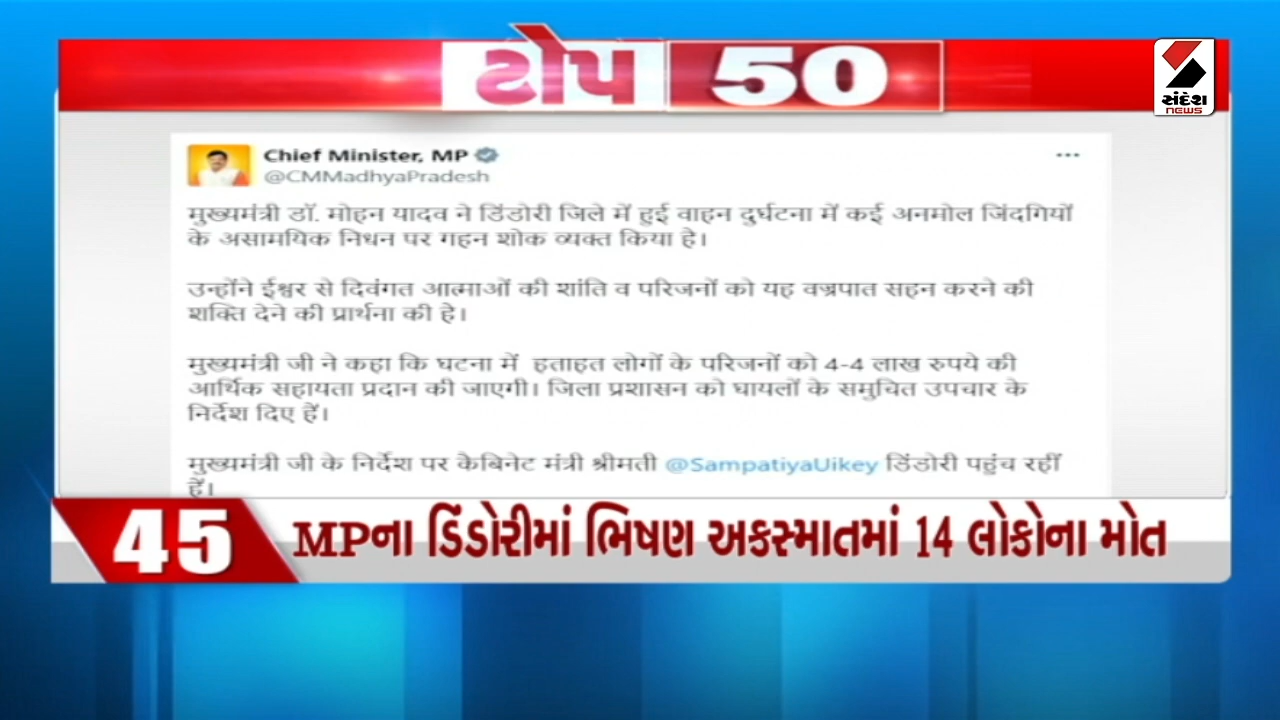 ટોપ 50
સંદેશ
NEWS
Chief Minister, MP
@CMMadhyaPradesh
मुख्यमंत्री डॉ. मोहन यादव ने डिंडोरी जिले में हुई वाहन दुर्घटना में कई अनमोल जिंदगियों
के असामयिक निधन पर गहन शोक व्यक्त किया है।
उन्होंने ईश्वर से दिवंगत आत्माओं की शांति व परिजनों को यह वज्रपात सहन करने की
शक्ति देने की प्रार्थना की है।
मुख्यमंत्री जी ने कहा कि घटना में हताहत लोगों के परिजनों को 4-4 लाख रुपये की
आर्थिक सहायता प्रदान की जाएगी। जिला प्रशासन को घायलों के समुचित उपचार के
निर्देश दिए हैं।
मुख्यमंत्री जी के निर्देश पर कैबिनेट मंत्री श्रीमती @SampatiyaUikey डिंडोरी पहुंच रहीं
हैं।
45 MPના ડિંડોરીમાં ભિષણ અકસ્માતમાં 14 લોકોના મોત